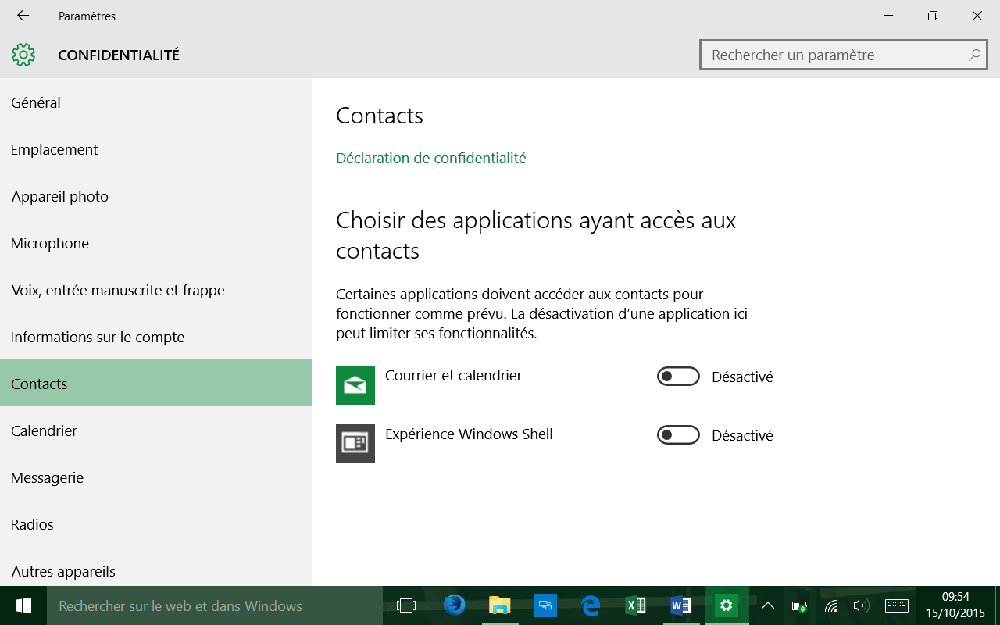 Paramètres
CONFIDENTIALITÉ
Rechercher un paramètre
Général
Emplacement
Appareil photo
Microphone
Voix, entrée manuscrite et frappe
Informations sur le compte
Contacts
Calendrier
Messagerie
Radios
Autres appareils
Contacts
Déclaration de confidentialité
Choisir des applications ayant accès aux
contacts
Certaines applications doivent accéder aux contacts pour
fonctionner comme prévu. La désactivation d’une application ici
peut limiter ses fonctionnalités.
Courrier et calendrier
Désactivé
Expérience Windows Shell
Désactivé
Rechercher sur le web et dans Windows
09:54
15/10/2015